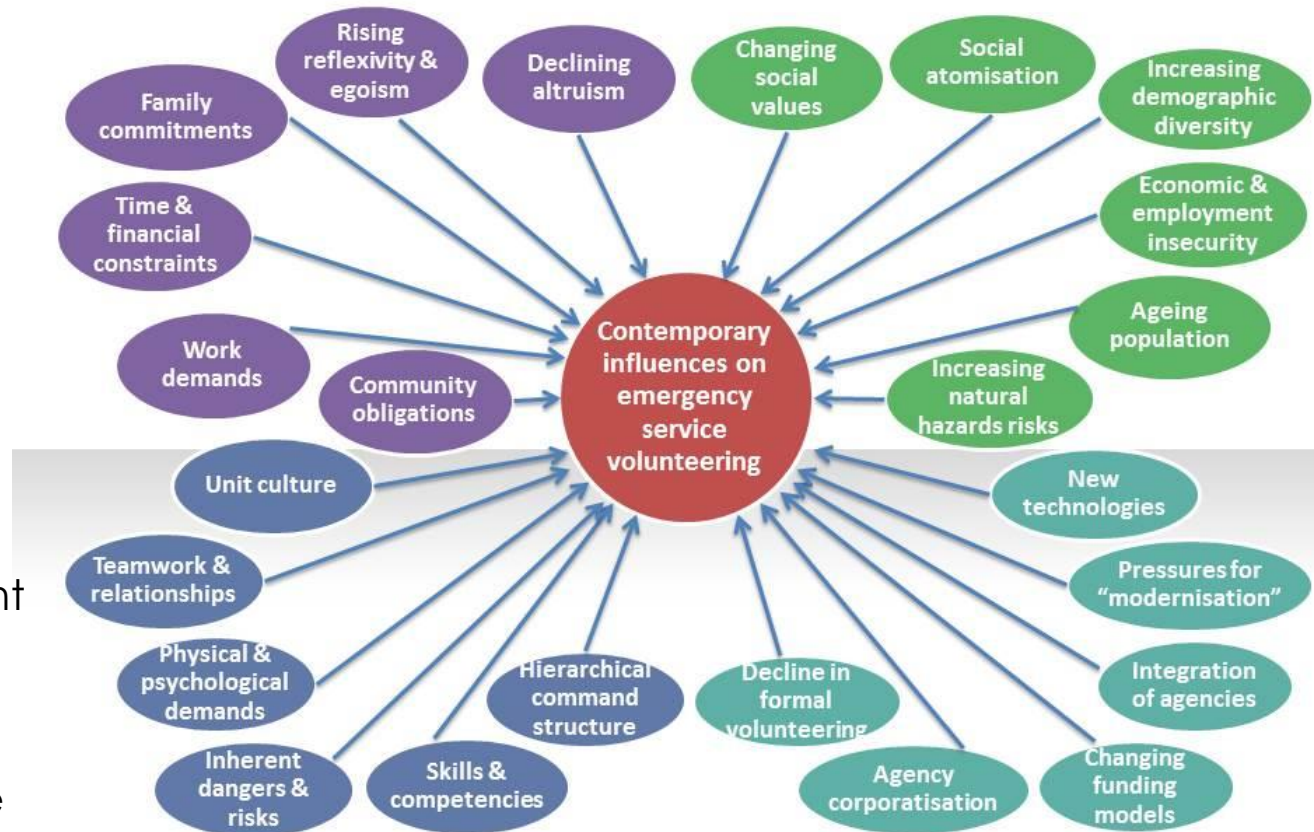 Rising
reflexivity &
egoism
Declining
altruism
Changing
social
values
Social
atomisation
Increasing
demographic
diversity
Family
commitments
Economic &
employment
insecurity
Time &
financial
constraints
Ageing
population
Work
demands
Community
obligations
Contemporary
influences on
emergency
service
volunteering
Increasing
natural
hazards risks
Unit culture
New
technologies
Teamwork &
relationships
Pressures for
“modernisation”
nt
Physical &
psychological
demands
Hierarchical
command
structure
Decline in
formal
volunteering
Integration
of agencies
Inherent
dangers &
risks
Skills &
competencies
Agency
corporatisation
Changing
funding
models
e